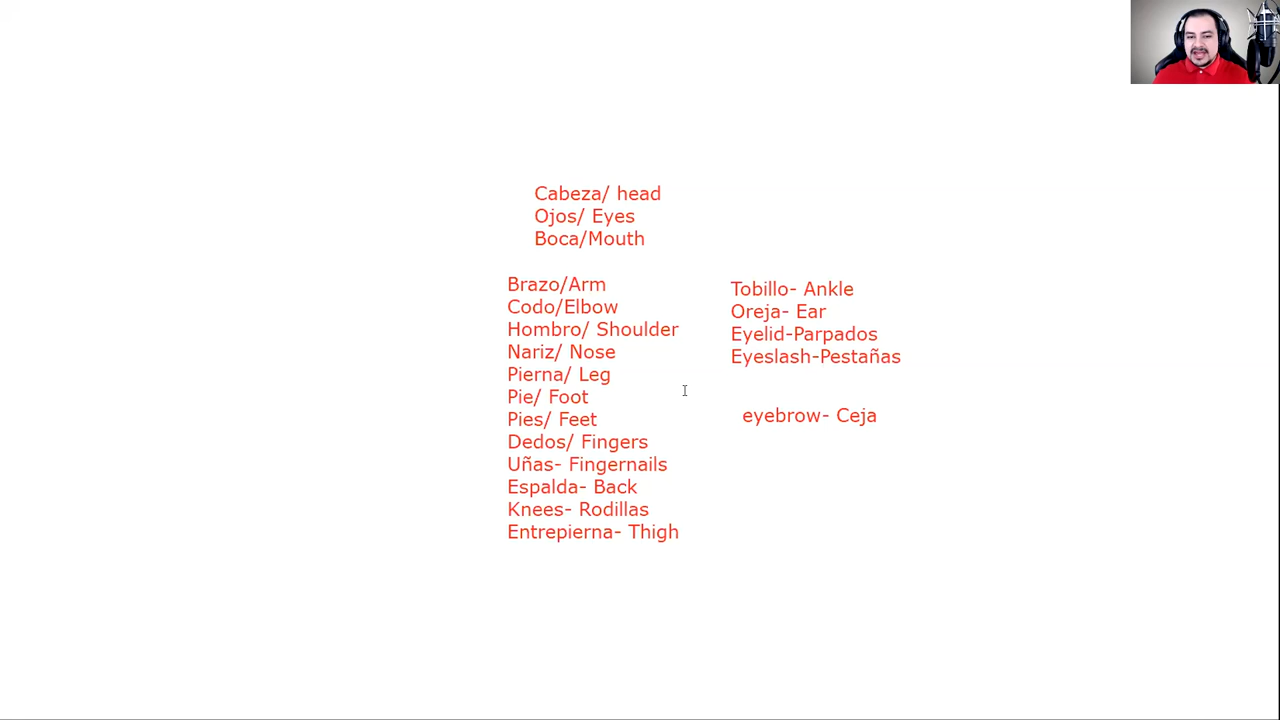 Cabeza/ head
Ojos/ Eyes
Boca/Mouth
Brazo/Arm
Codo/Elbow
Hombro/ Shoulder
Nariz/ Nose
Pierna/ Leg
Pie/ Foot
Pies/ Feet
Dedos/ Fingers
Uñas- Fingernails
Espalda- Back
Knees- Rodillas
Entrepierna- Thigh
Tobillo- Ankle
Oreja- Ear
Eyelid-Parpados
Eyeslash-Pestañas
eyebrow- Ceja